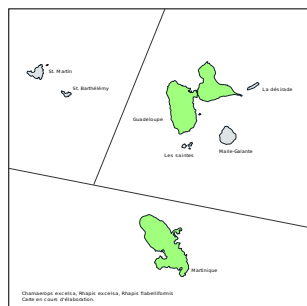 St. Martin
St. Barthélémy
La désirade
Guadeloupe
Les saintes
Marie-Galante
Martinique
Chamaerops excelsa, Rhapis excelsa, Rhapis flabelliformis
Carte en cours d'élaboration.